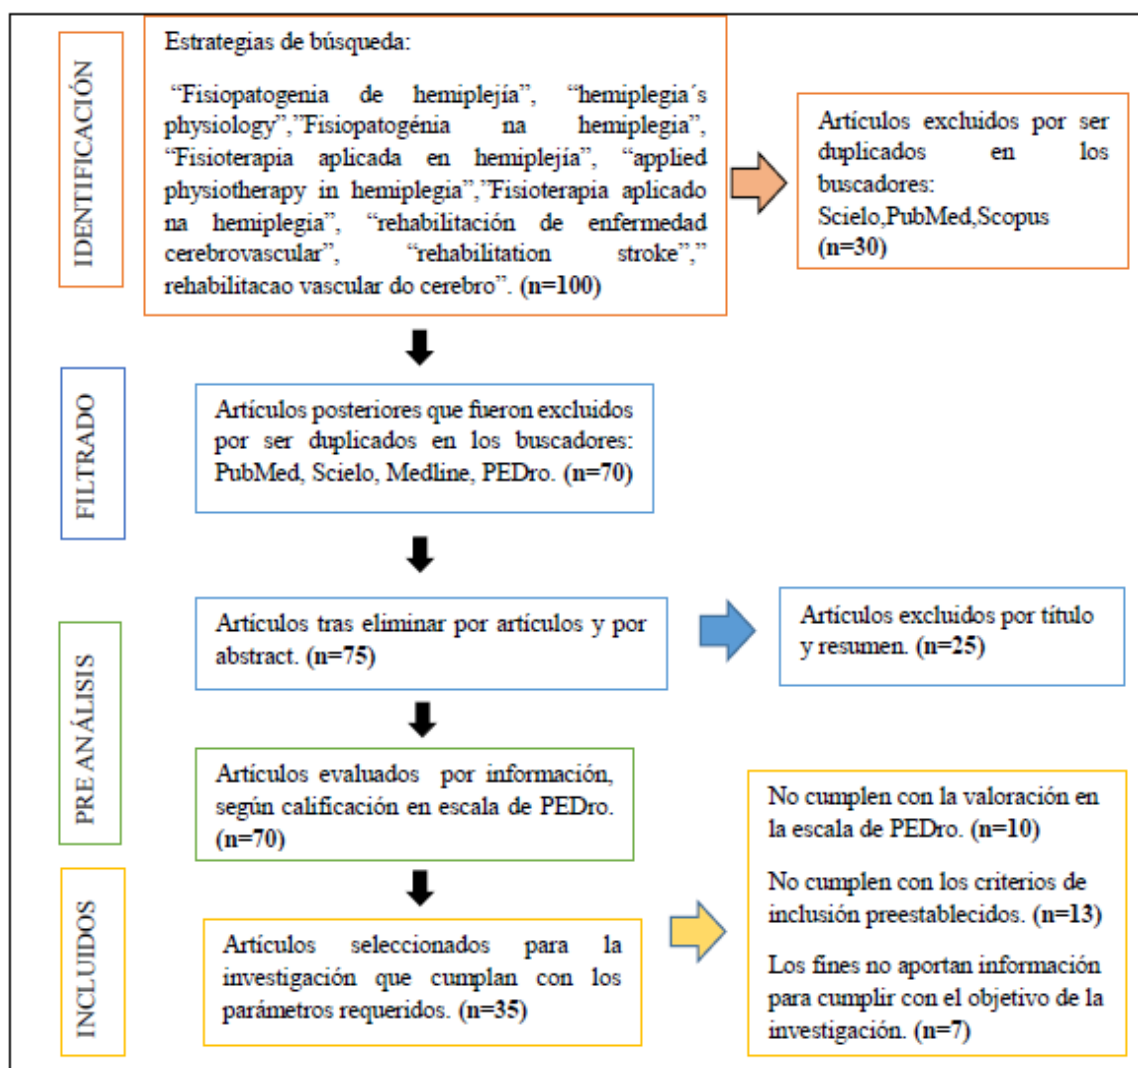 IDENTIFICACIÓN
Estrategias de búsqueda:
“Fisiopatogenia de hemiplejía”, “hemiplegia´s
physiology”,”Fisiopatogénia na hemiplegia”,
“Fisioterapia aplicada en hemiplejía”, “applied
physiotherapy in hemiplegia”,”Fisioterapia aplicado
na hemiplegia”, “rehabilitación de enfermedad
cerebrovascular”, “rehabilitation stroke”,”
rehabilitacao vascular do cerebro”. (n=100)
Artículos excluidos por ser
duplicados en los
buscadores:
Scielo,PubMed,Scopus
(n=30)
FILTRADO
Artículos posteriores que fueron excluidos
por ser duplicados en los buscadores:
PubMed, Scielo, Medline, PEDro. (n=70)
PRE ANÁLISIS
Artículos tras eliminar por artículos y por
abstract. (n=75)
Artículos excluidos por título
y resumen. (n=25)
Artículos evaluados por información,
según calificación en escala de PEDro.
(n=70)
INCLUIDOS
Artículos seleccionados para la
investigación que cumplan con los
parámetros requeridos. (n=35)
No cumplen con la valoración en
la escala de PEDro. (n=10)
No cumplen con los criterios de
inclusión preestablecidos. (n=13)
Los fines no aportan información
para cumplir con el objetivo de la
investigación. (n=7)